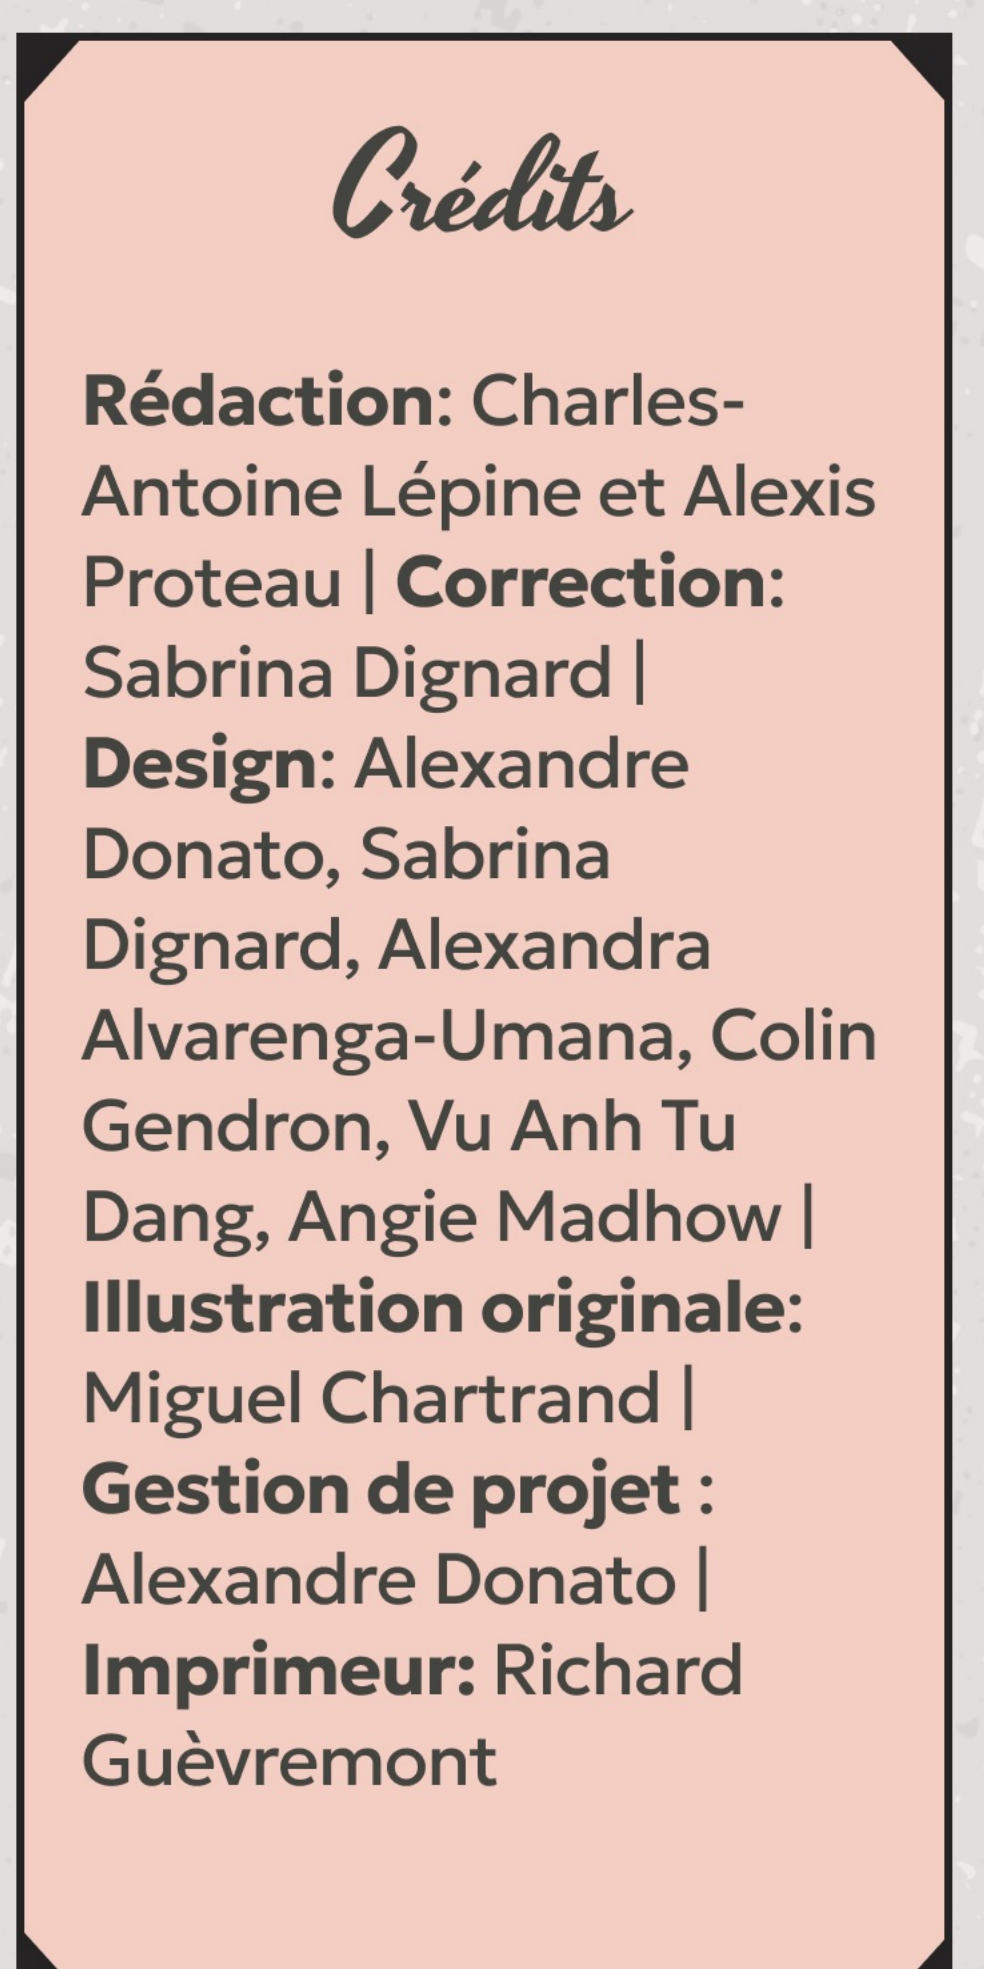 Crédits
Rédaction: Charles-
Antoine Lépine et Alexis
Proteau | Correction:
Sabrina Dignard |
Design: Alexandre
Donato, Sabrina
Dignard, Alexandra
Alvarenga-Umana, Colin
Gendron, Vu Anh Tu
Dang, Angie Madhow |
Illustration originale:
Miguel Chartrand |
Gestion de projet :
Alexandre Donato |
Imprimeur: Richard
Guèvremont